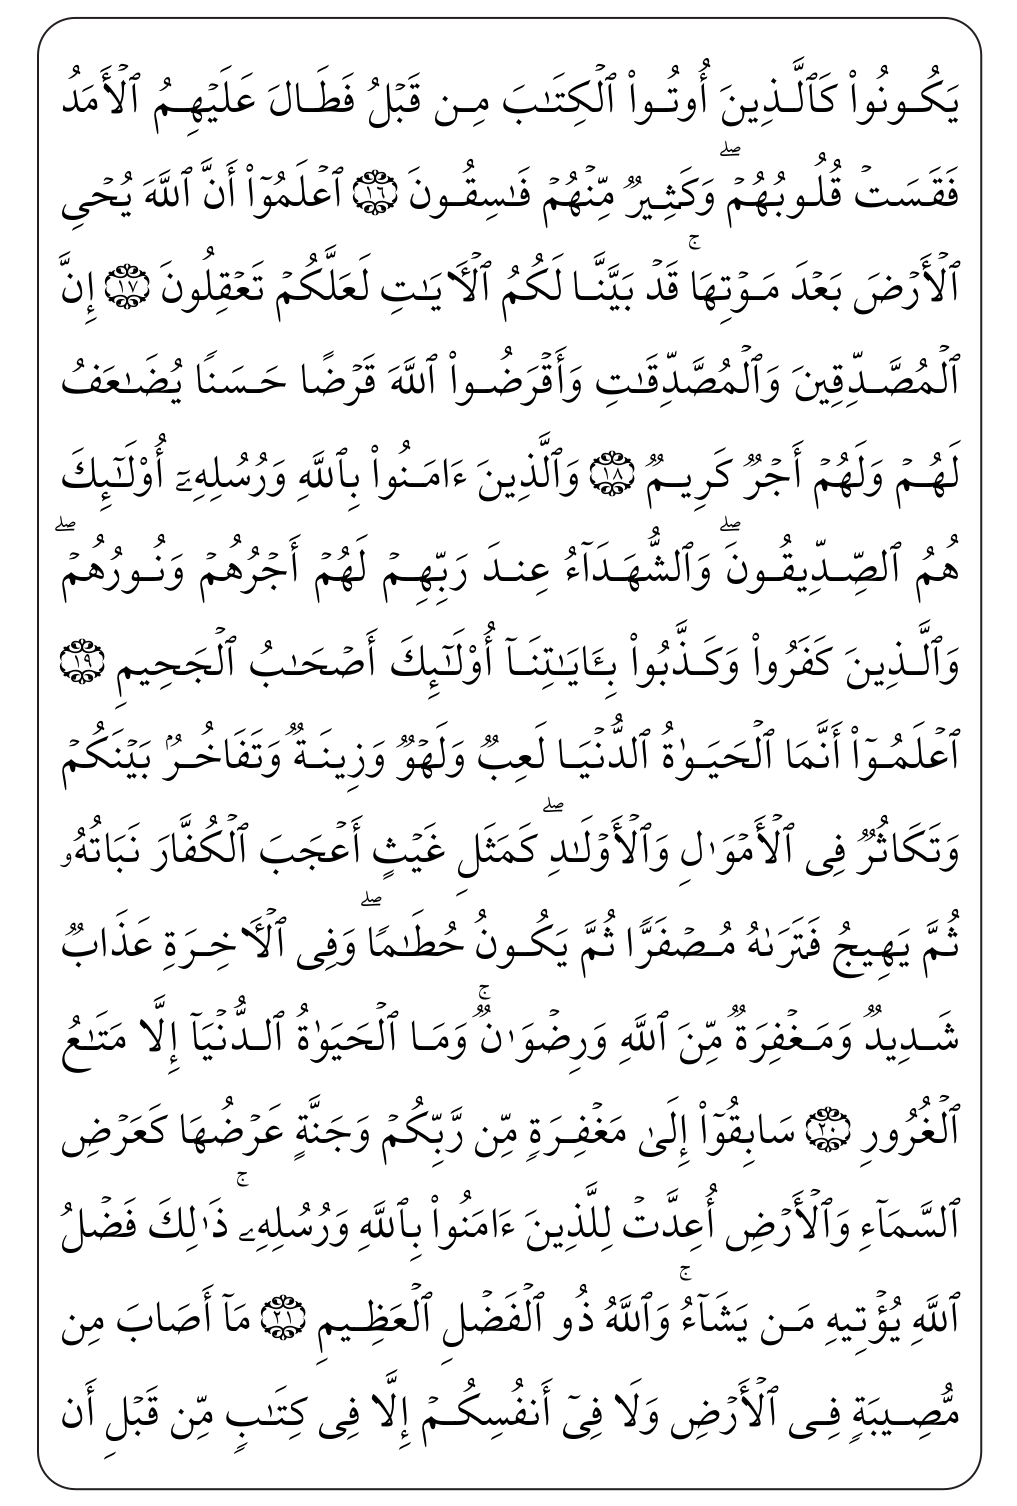 يَكُونُوا۟ كَٱلَّذِينَ أُوتُوا۟ ٱلْكِتَـٰبَ مِن قَبْلُ فَطَالَ عَلَيْهِمُ ٱلْأَمَدُ
فَقَسَتْ قُلُوبُهُمْ ۖ وَكَثِيرٌ مِّنْهُمْ فَـٰسِقُونَ ١٦ ٱعْلَمُوٓا۟ أَنَّ ٱللَّهَ يُحْىِ
ٱلْأَرْضَ بَعْدَ مَوْتِهَا ۚ قَدْ بَيَّنَّا لَكُمُ ٱلْـَٔايَـٰتِ لَعَلَّكُمْ تَعْقِلُونَ ١٧ إِنَّ
ٱلْمُصَّدِّقِينَ وَٱلْمُصَّدِّقَـٰتِ وَأَقْرَضُوا۟ ٱللَّهَ قَرْضًا حَسَنًا يُضَـٰعَفُ
لَهُمْ وَلَهُمْ أَجْرٌ كَرِيمٌ ١٨ وَٱلَّذِينَ ءَامَنُوا۟ بِٱللَّهِ وَرُسُلِهِۦٓ أُو۟لَـٰٓئِكَ
هُمُ ٱلصِّدِّيقُونَ ۖ وَٱلشُّهَدَآءُ عِندَ رَبِّهِمْ لَهُمْ أَجْرُهُمْ وَنُورُهُمْ ۖ
وَٱلَّذِينَ كَفَرُوا۟ وَكَذَّبُوا۟ بِـَٔايَـٰتِنَآ أُو۟لَـٰٓئِكَ أَصْحَـٰبُ ٱلْجَحِيمِ ١٩
ٱعْلَمُوٓا۟ أَنَّمَا ٱلْحَيَوٰةُ ٱلدُّنْيَا لَعِبٌ وَلَهْوٌ وَزِينَةٌ وَتَفَاخُرٌۢ بَيْنَكُمْ
وَتَكَاثُرٌ فِى ٱلْأَمْوَٰلِ وَٱلْأَوْلَـٰدِ ۖ كَمَثَلِ غَيْثٍ أَعْجَبَ ٱلْكُفَّارَ نَبَاتُهُۥ
ثُمَّ يَهِيجُ فَتَرَىٰهُ مُصْفَرًّا ثُمَّ يَكُونُ حُطَـٰمًا ۖ وَفِى ٱلْـَٔاخِرَةِ عَذَابٌ
شَدِيدٌ وَمَغْفِرَةٌ مِّنَ ٱللَّهِ وَرِضْوَٰنٌ ۚ وَمَا ٱلْحَيَوٰةُ ٱلدُّنْيَآ إِلَّا مَتَـٰعُ
ٱلْغُرُورِ ٢٠ سَابِقُوٓا۟ إِلَىٰ مَغْفِرَةٍ مِّن رَّبِّكُمْ وَجَنَّةٍ عَرْضُهَا كَعَرْضِ
ٱلسَّمَآءِ وَٱلْأَرْضِ أُعِدَّتْ لِلَّذِينَ ءَامَنُوا۟ بِٱللَّهِ وَرُسُلِهِۦ ۚ ذَٰلِكَ فَضْلُ
ٱللَّهِ يُؤْتِيهِ مَن يَشَآءُ ۚ وَٱللَّهُ ذُو ٱلْفَضْلِ ٱلْعَظِيمِ ٢١ مَآ أَصَابَ مِن
مُّصِيبَةٍ فِى ٱلْأَرْضِ وَلَا فِىٓ أَنفُسِكُمْ إِلَّا فِى كِتَـٰبٍ مِّن قَبْلِ أَن